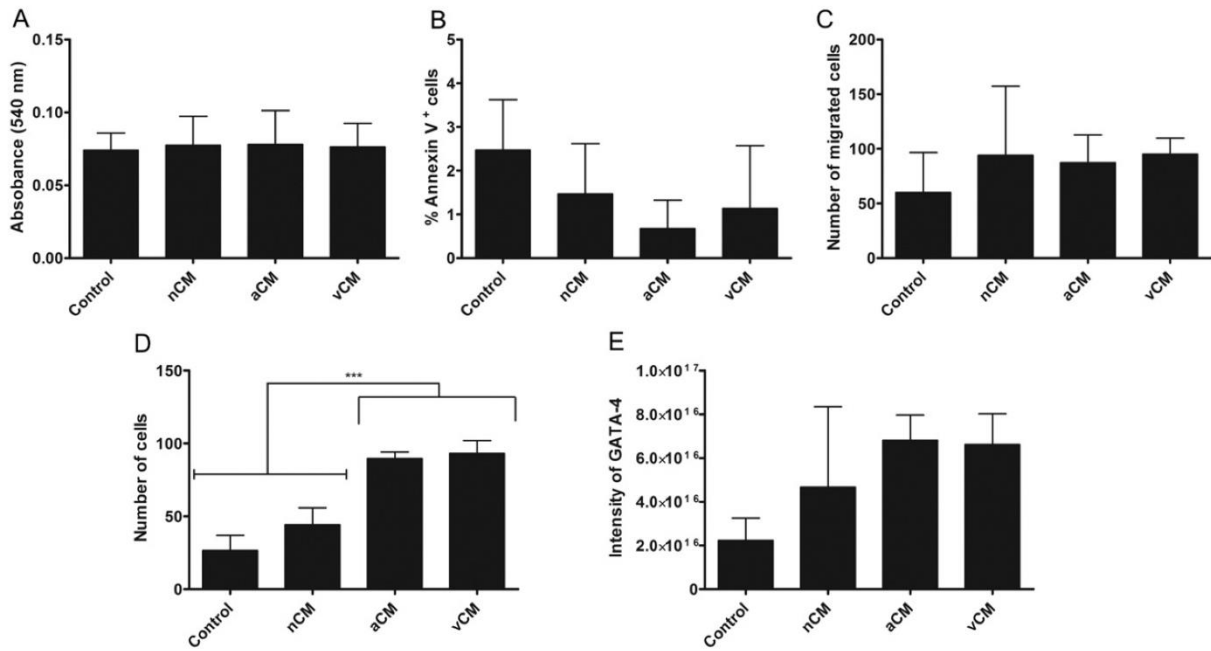 A
Absobance (540 nm)
0.15
0.10
0.05
0.00
Control
nCM
aCM
vCM
B
% Annexin V + cells
5
4
3
2
1
0
Control
nCM
aCM
vCM
C
Number of migrated cells
200
150
100
50
0
Control
nCM
aCM
vCM
D
Number of cells
150
100
50
0
***
Control
nCM
aCM
vCM
E
Intensity of GATA-4
1.0×10¹⁷
8.0×10¹⁶
6.0×10¹⁶
4.0×10¹⁶
2.0×10¹⁶
0
Control
nCM
aCM
vCM